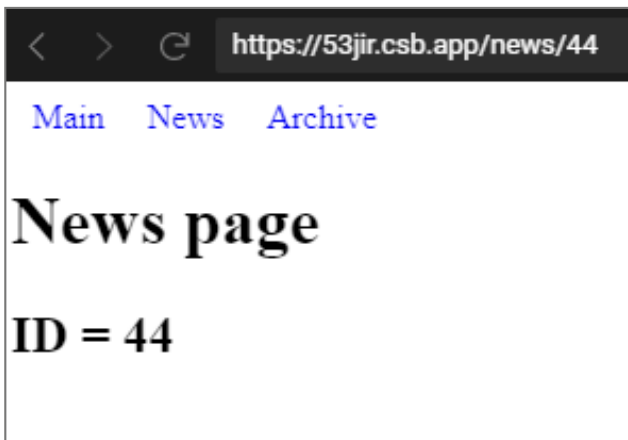 https://53jir.csb.app/news/44
Main News Archive
News page
ID = 44